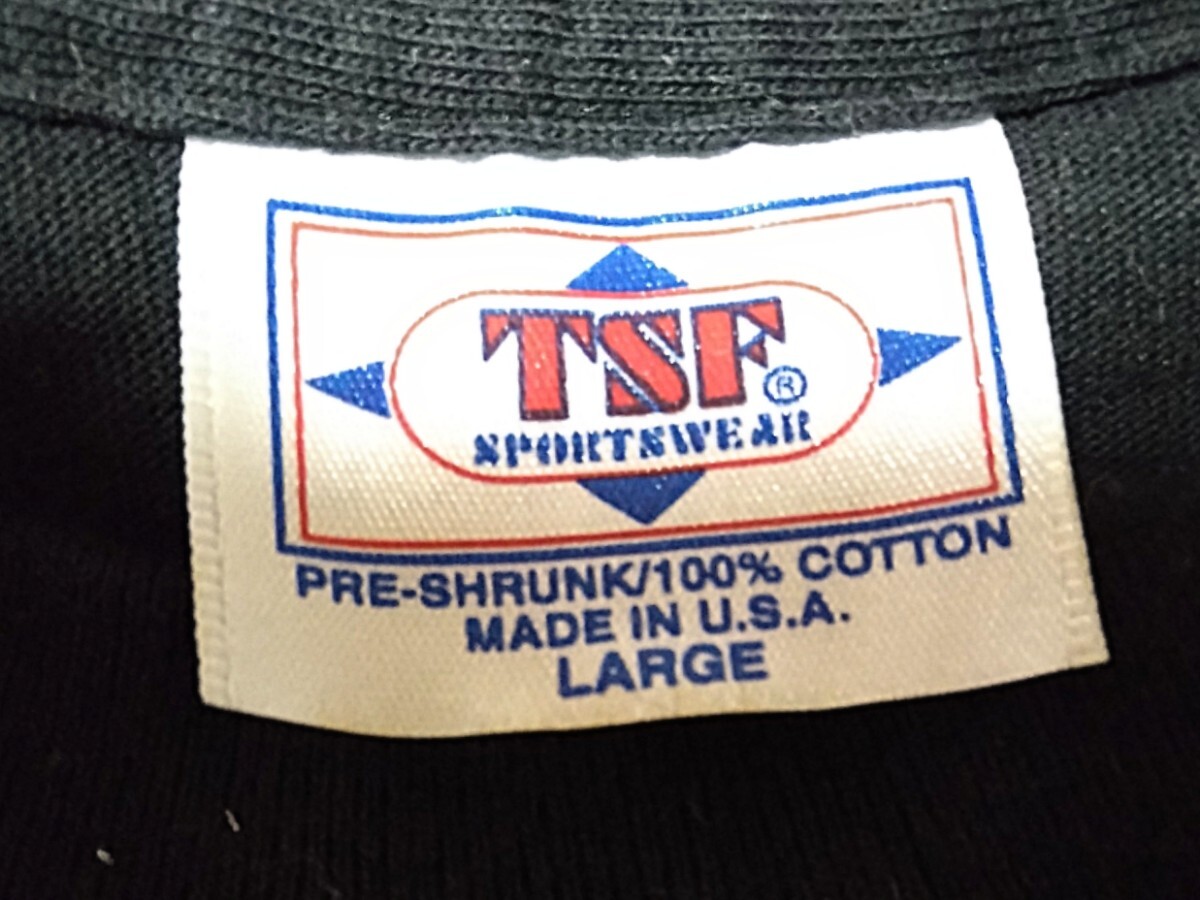 TSF®
SPORTSWEAR
PRE-SHRUNK/100% COTTON
MADE IN U.S.A.
LARGE